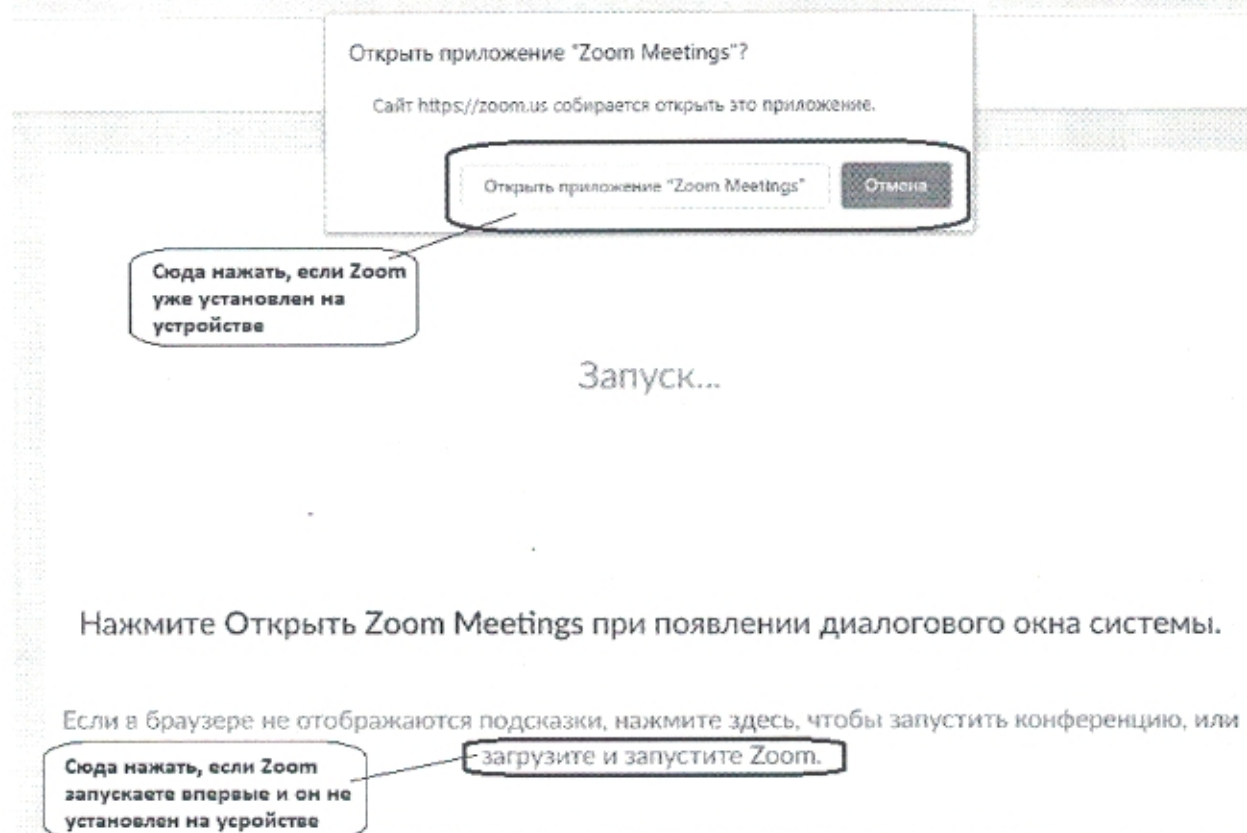 Открыть приложение "Zoom Meetings"?
Сайт https://zoom.us собирается открыть это приложение.
Открыть приложение "Zoom Meetings"
Отмена
Сюда нажать, если Zoom
уже установлен на
устройстве
Запуск...
Нажмите Открыть Zoom Meetings при появлении диалогового окна системы.
Если в браузере не отображаются подсказки, нажмите здесь, чтобы запустить конференцию, или
загрузите и запустите Zoom.
Сюда нажать, если Zoom
запускаете впервые и он не
установлен на усройстве